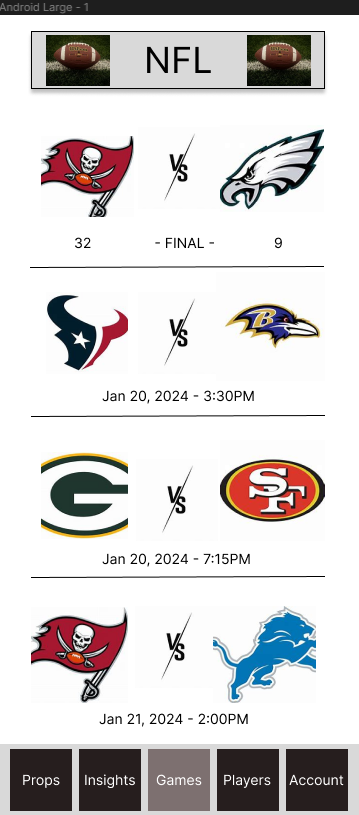 Android Large - 1
NFL
VS
32 - FINAL - 9
VS
B
Jan 20, 2024 - 3:30PM
G
VS
SF
Jan 20, 2024 - 7:15PM
VS
Jan 21, 2024 - 2:00PM
Props Insights Games Players Account